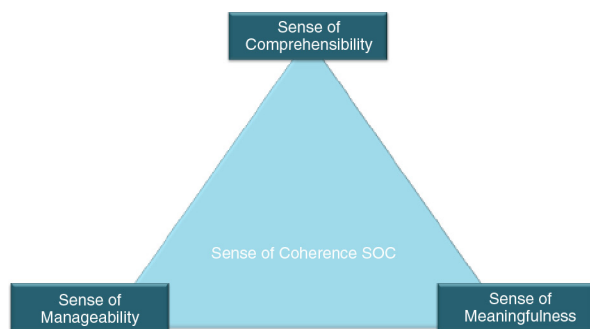 Sense of
Comprehensibility
Sense of Coherence SOC
Sense of
Manageability
Sense of
Meaningfulness